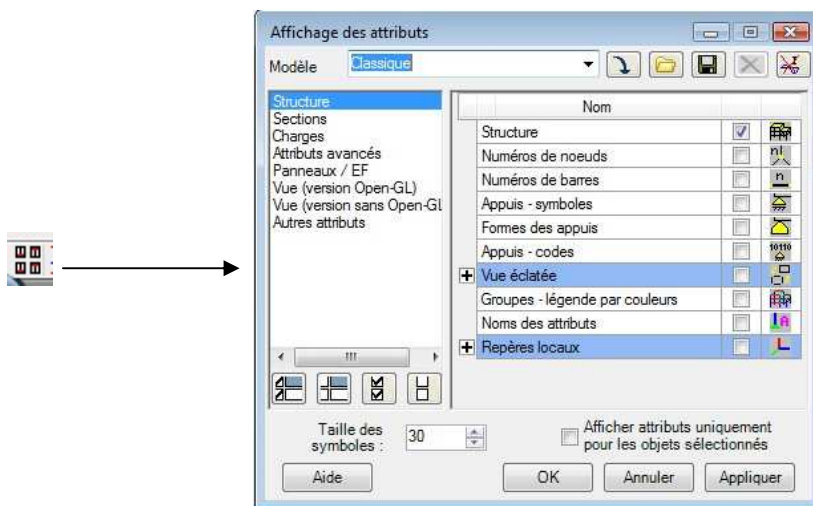 Affichage des attributs
Modèle Classique
Structure
Sections
Charges
Attributs avancés
Panneaux / EF
Vue (version Open-GL)
Vue (version sans Open-GL
Autres attributs
Nom
Structure
Numéros de noeuds
Numéros de barres
Appuis - symboles
Formes des appuis
Appuis - codes
Vue éclatée
Groupes - légende par couleurs
Noms des attributs
Repères locaux
Taille des
symboles :
30
Afficher attributs uniquement
pour les objets sélectionnés
Aide
OK
Annuler
Appliquer